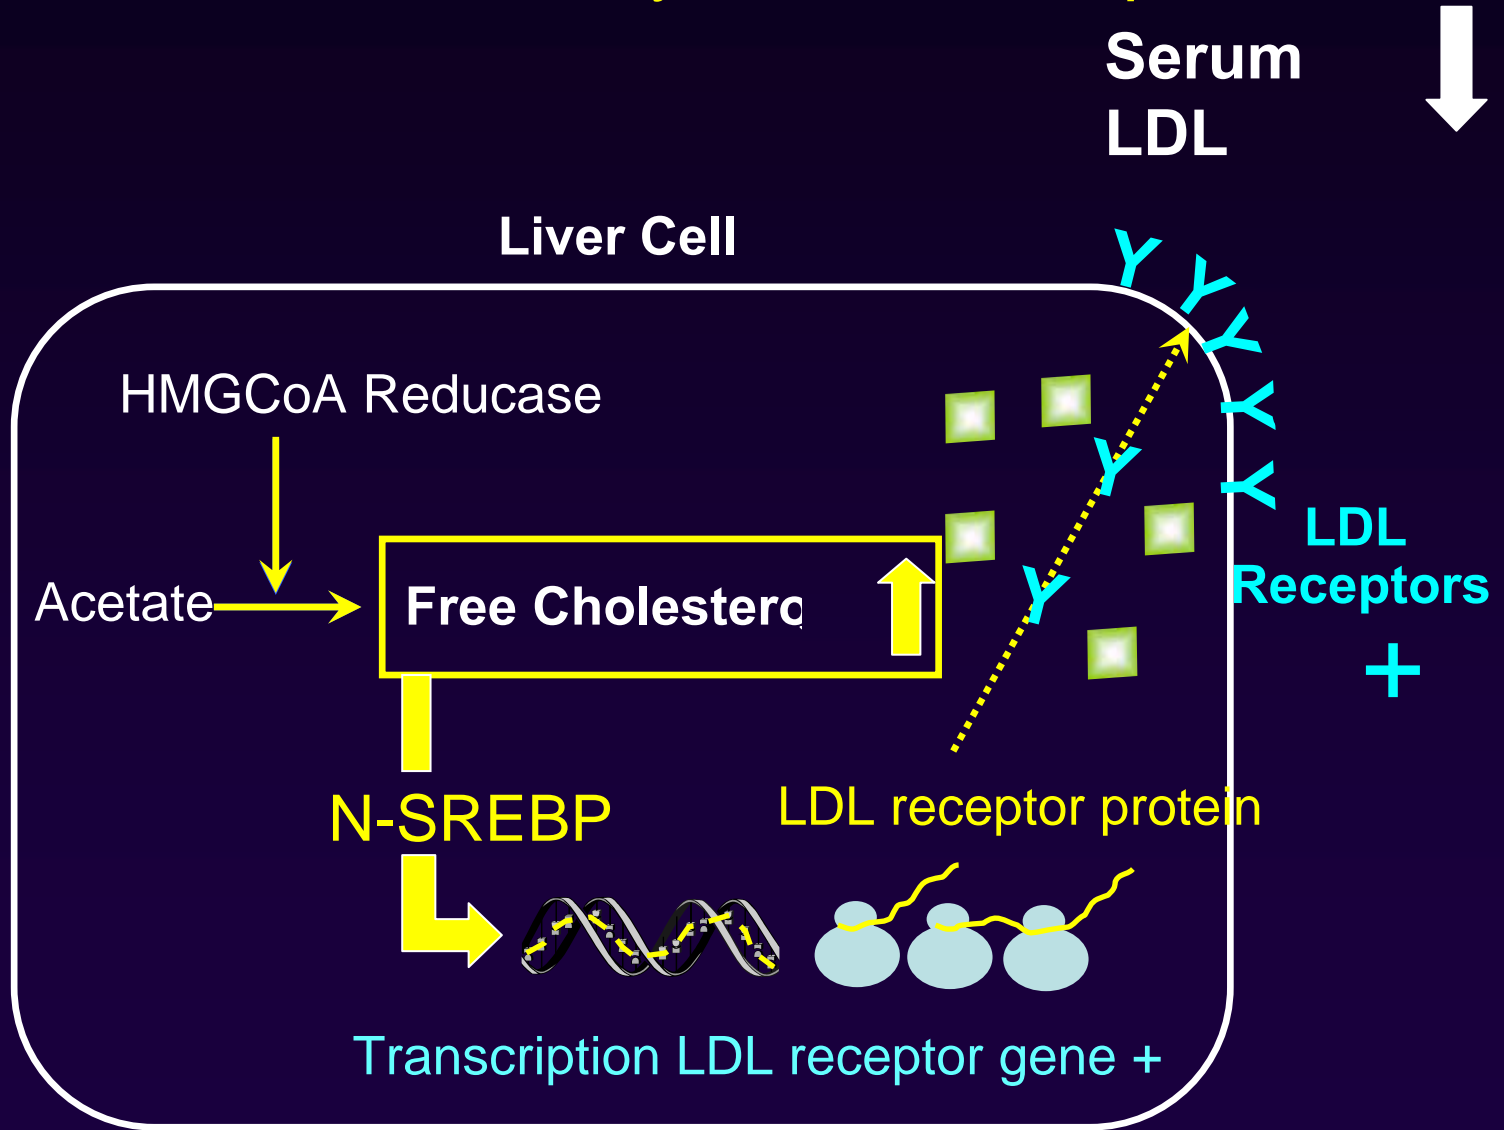 Serum
LDL
Liver Cell
HMGCoA Reducase
Acetate
Free Cholestero
LDL
Receptors
+
N-SREBP
LDL receptor protein
Transcription LDL receptor gene +